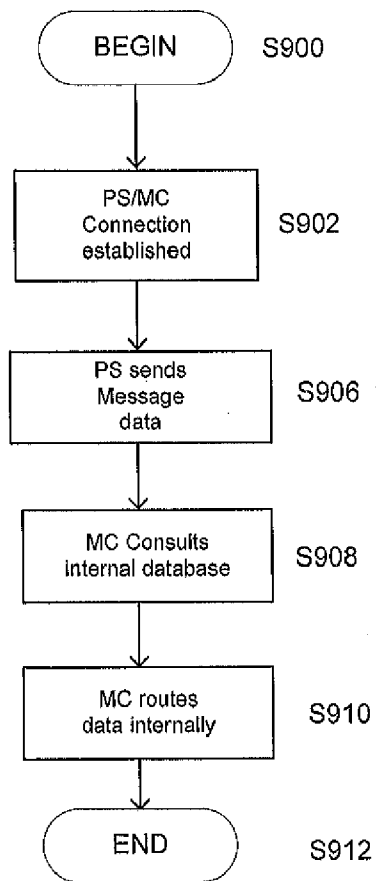 BEGIN S900
PS/MC
Connection
established
S902
PS sends
Message
data
S906
MC Consults
internal database
S908
MC routes
data internally
S910
END S912